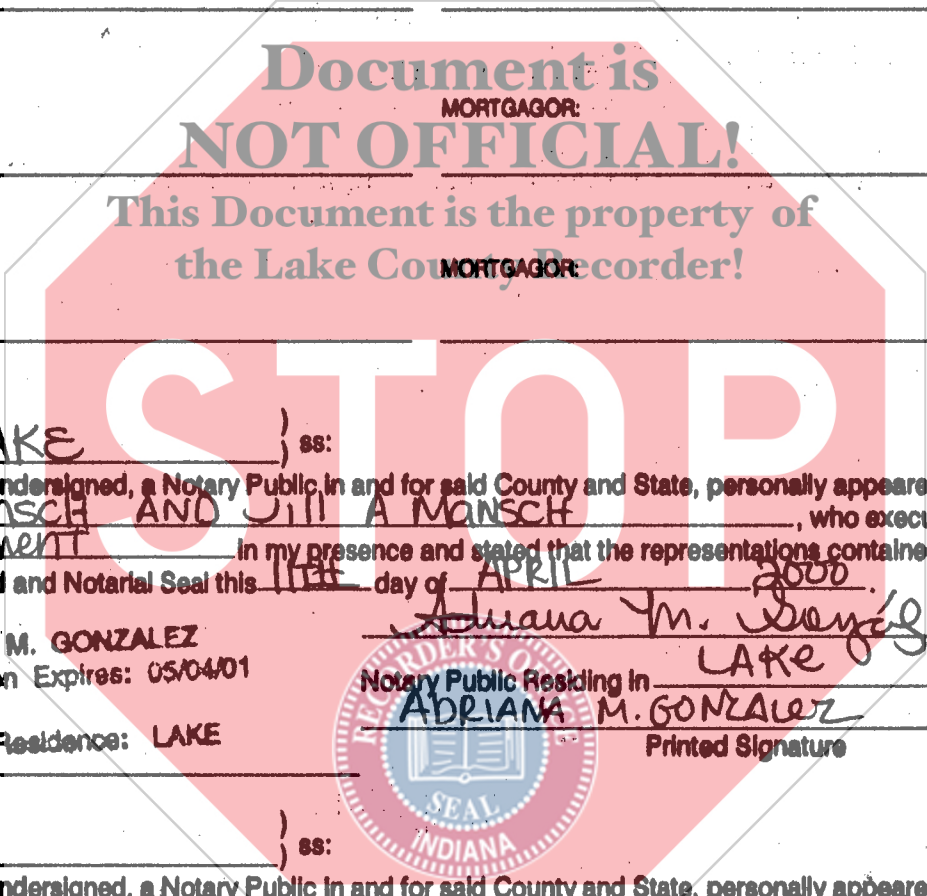 Document is
MORTGAGOR:
NOT OFFICIAL!
This Document is the property of
the Lake County Recorder!
MORTGAGOR:
STOP
AKE ) ss:
ndersigned, a Notary Public in and for said County and State, personally appeare
NSCH AND Jill A MANSCH, who execu
ment in my presence and stated that the representations containe
and Notarial Seal this 11TH day of APRIL 2000.
Adriana M.
M. GONZALEZ
LAKE
n Expires: 05/04/01
Notary Public Residing in
ADRIANA M. GONZALEZ
Residence: LAKE
Printed Signature
RECORDER'S OFFICE
SEAL
INDIANA
) ss:
ndersigned, a Notary Public in and for said County and State, personally appeare